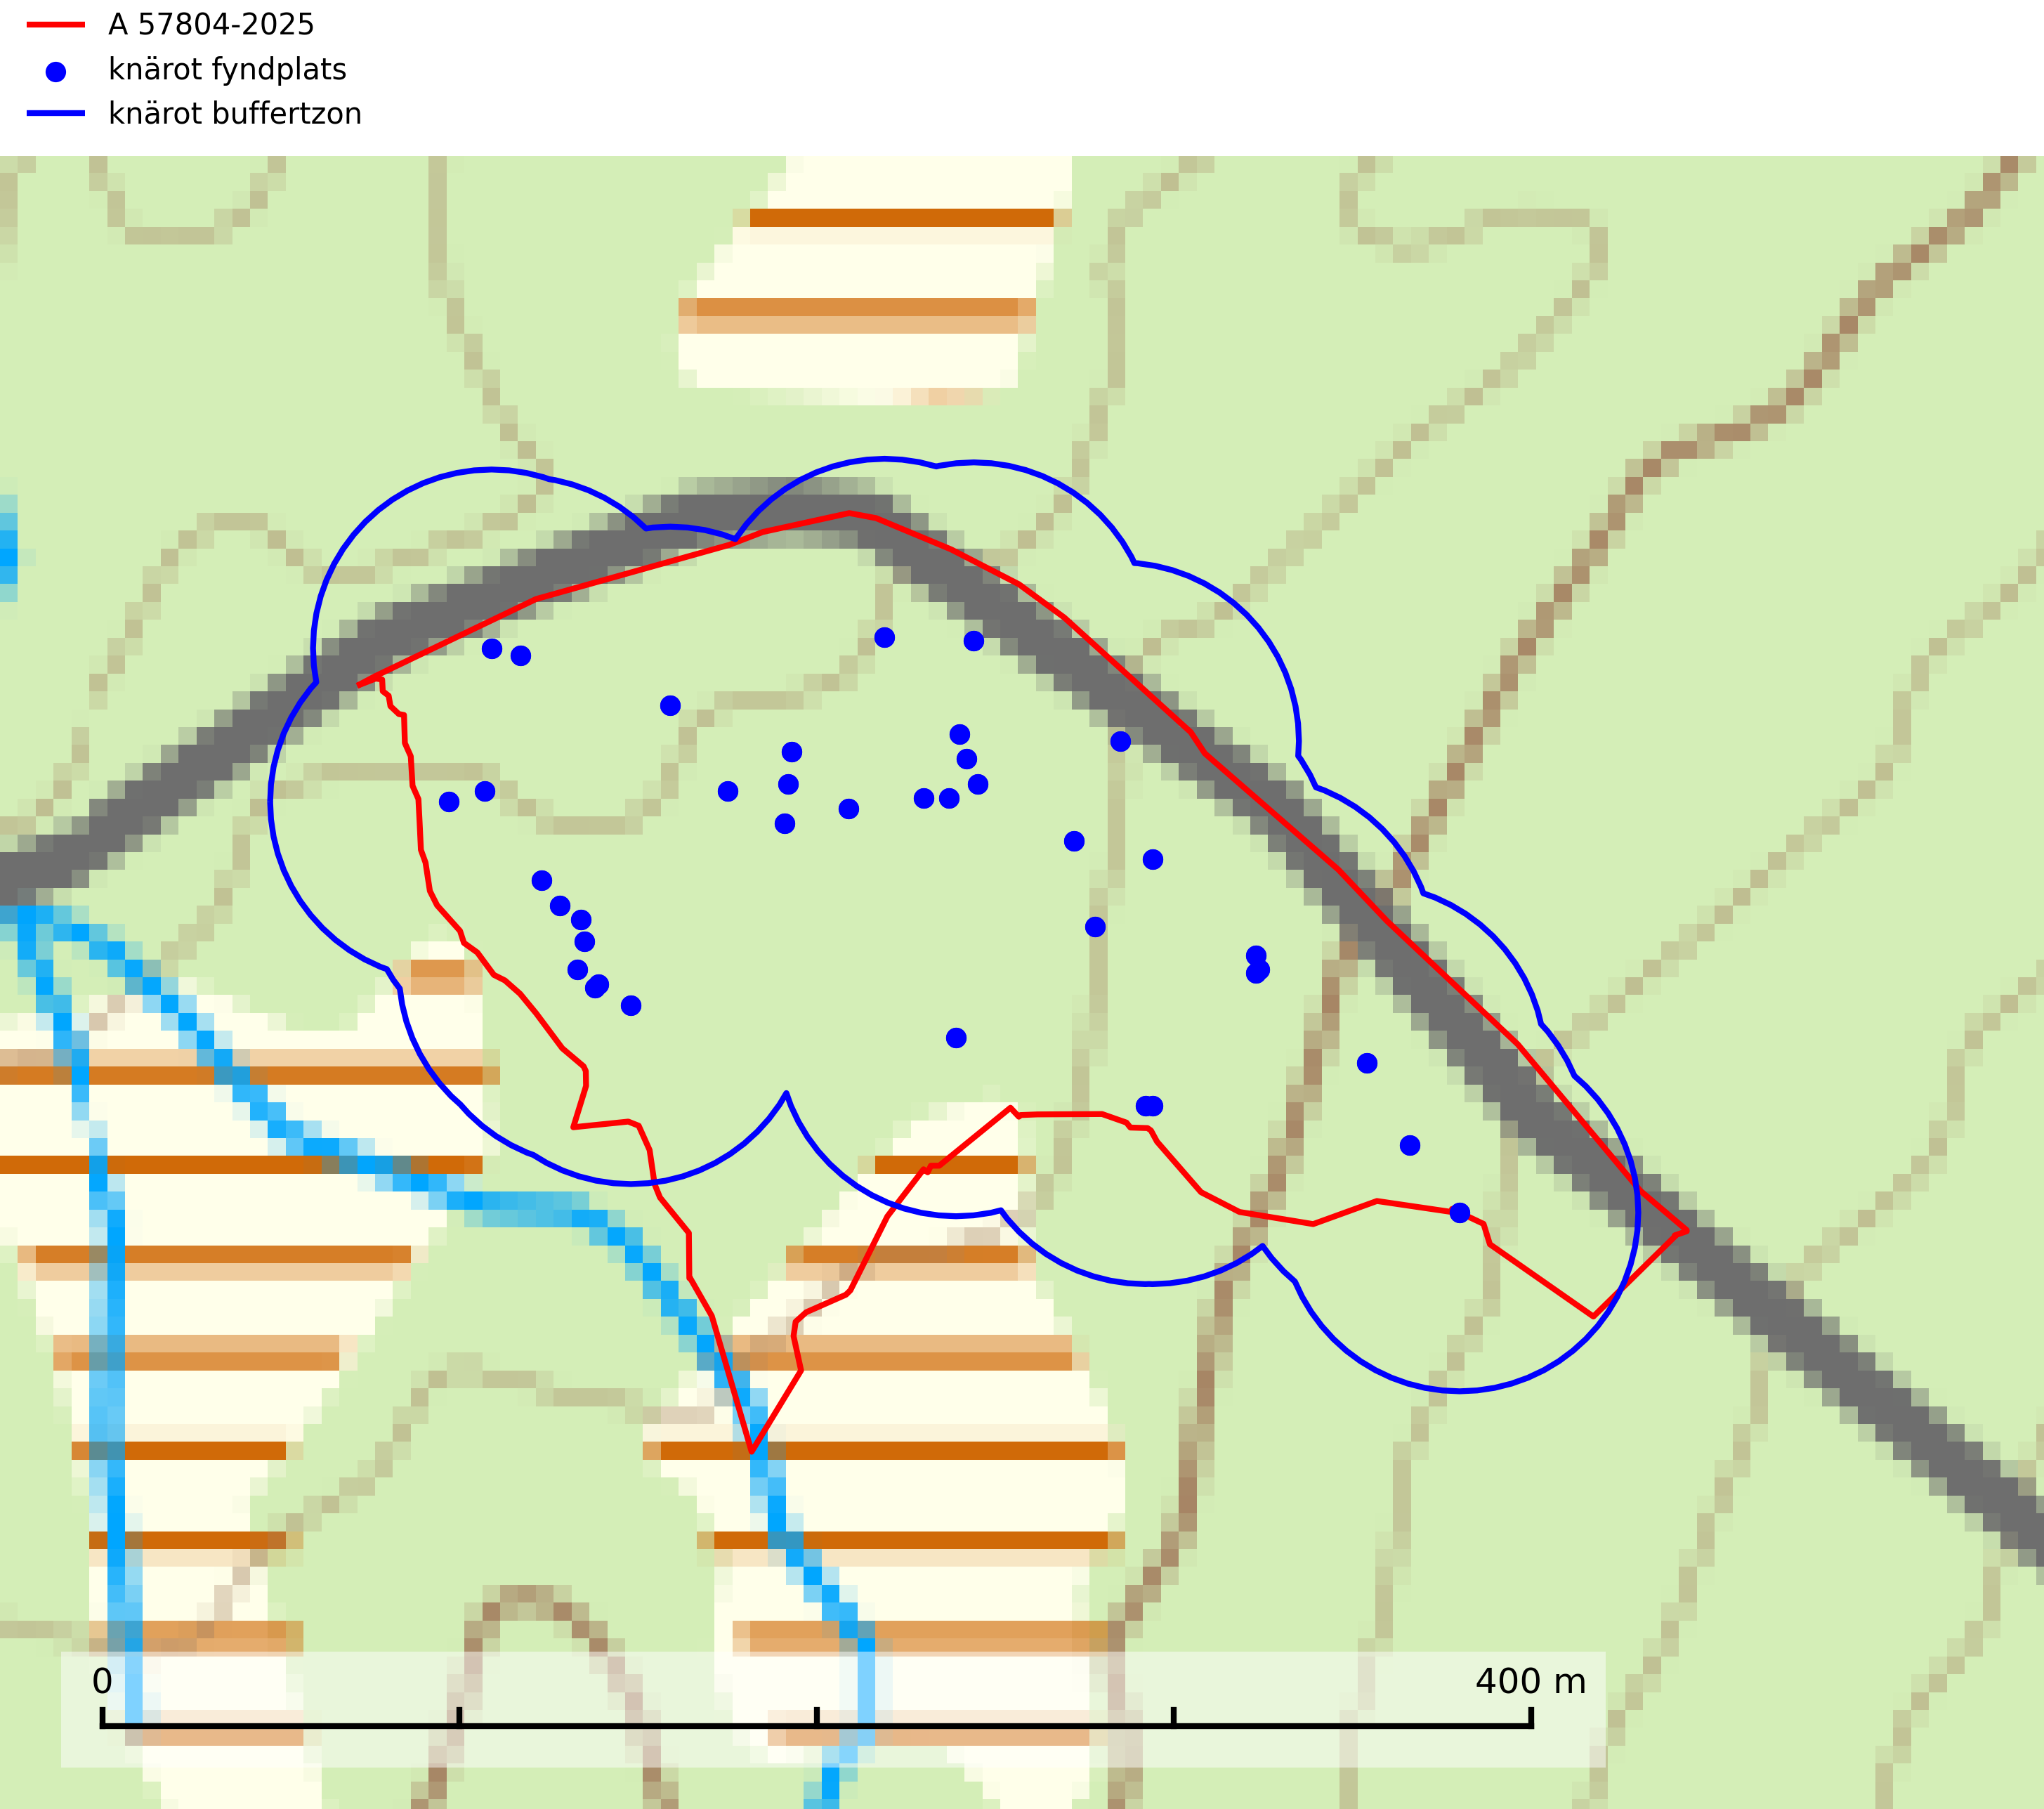 A 57804-2025
knärot fyndplats
knärot buffertzon
0
400 m